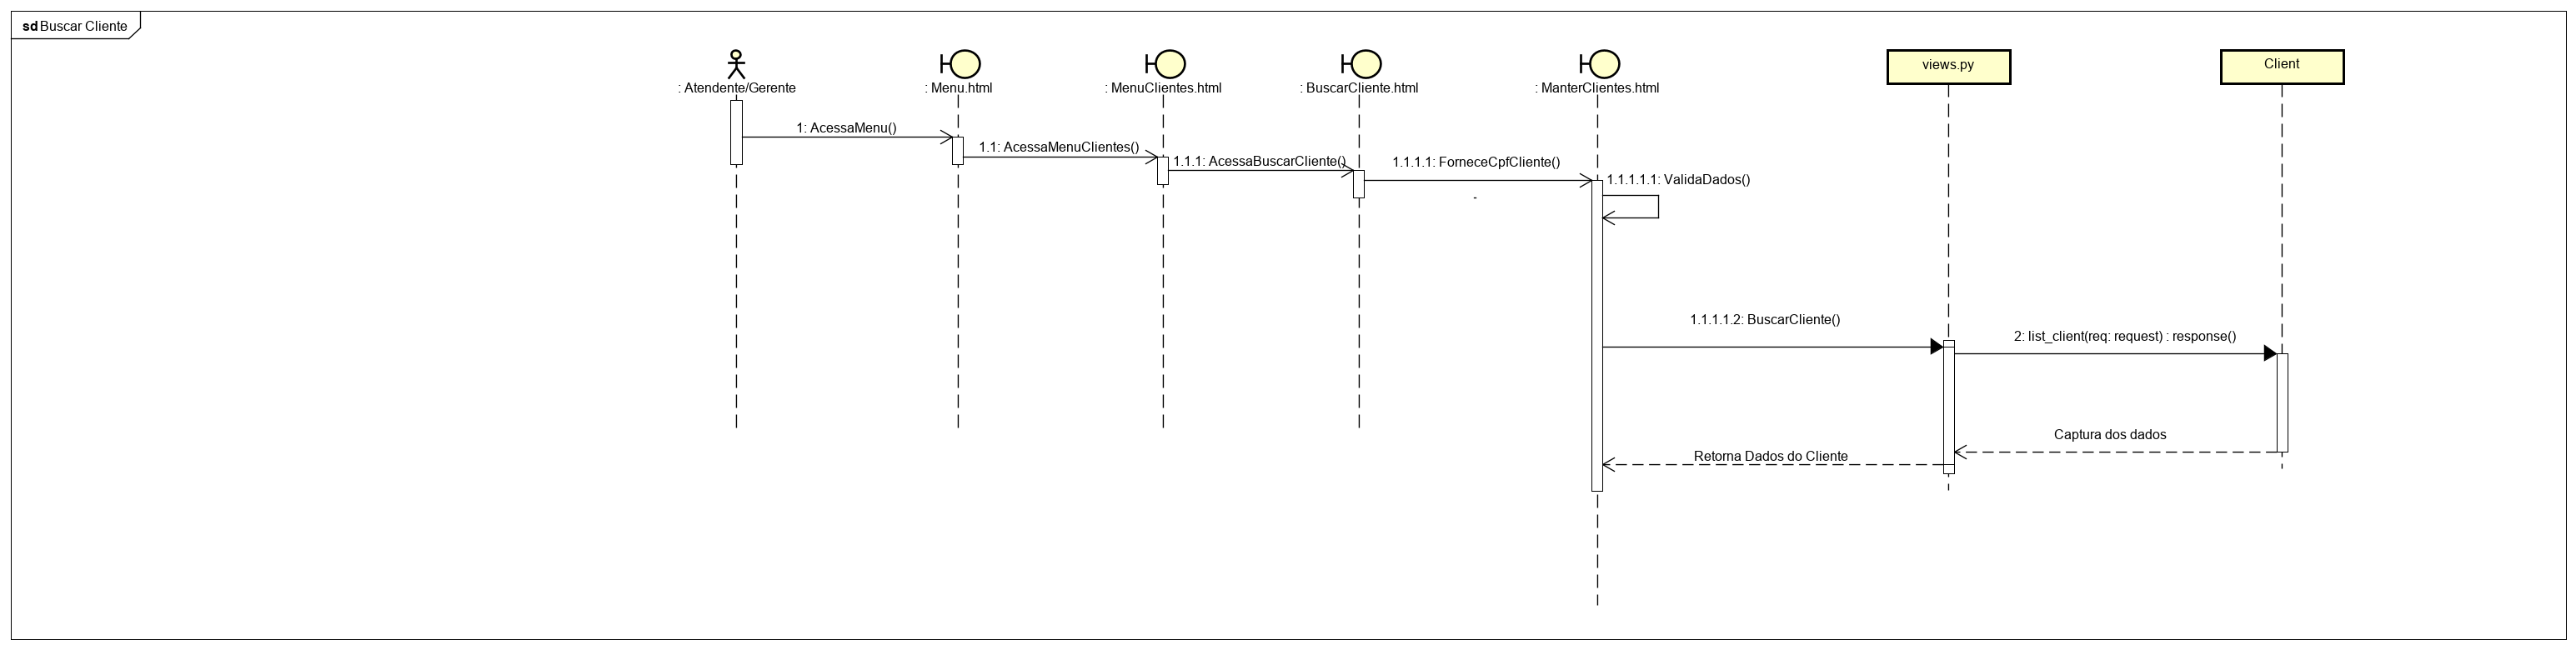 sd Buscar Cliente
: Atendente/Gerente
: Menu.html
: MenuClientes.html
: BuscarCliente.html
: ManterClientes.html
views.py
Client
1: AcessaMenu()
1.1: AcessaMenuClientes()
1.1.1: AcessaBuscarCliente()
1.1.1.1: ForneceCpfCliente()
1.1.1.1.1: ValidaDados()
-
1.1.1.1.2: BuscarCliente()
2: list_client(req: request) : response()
Captura dos dados
Retorna Dados do Cliente